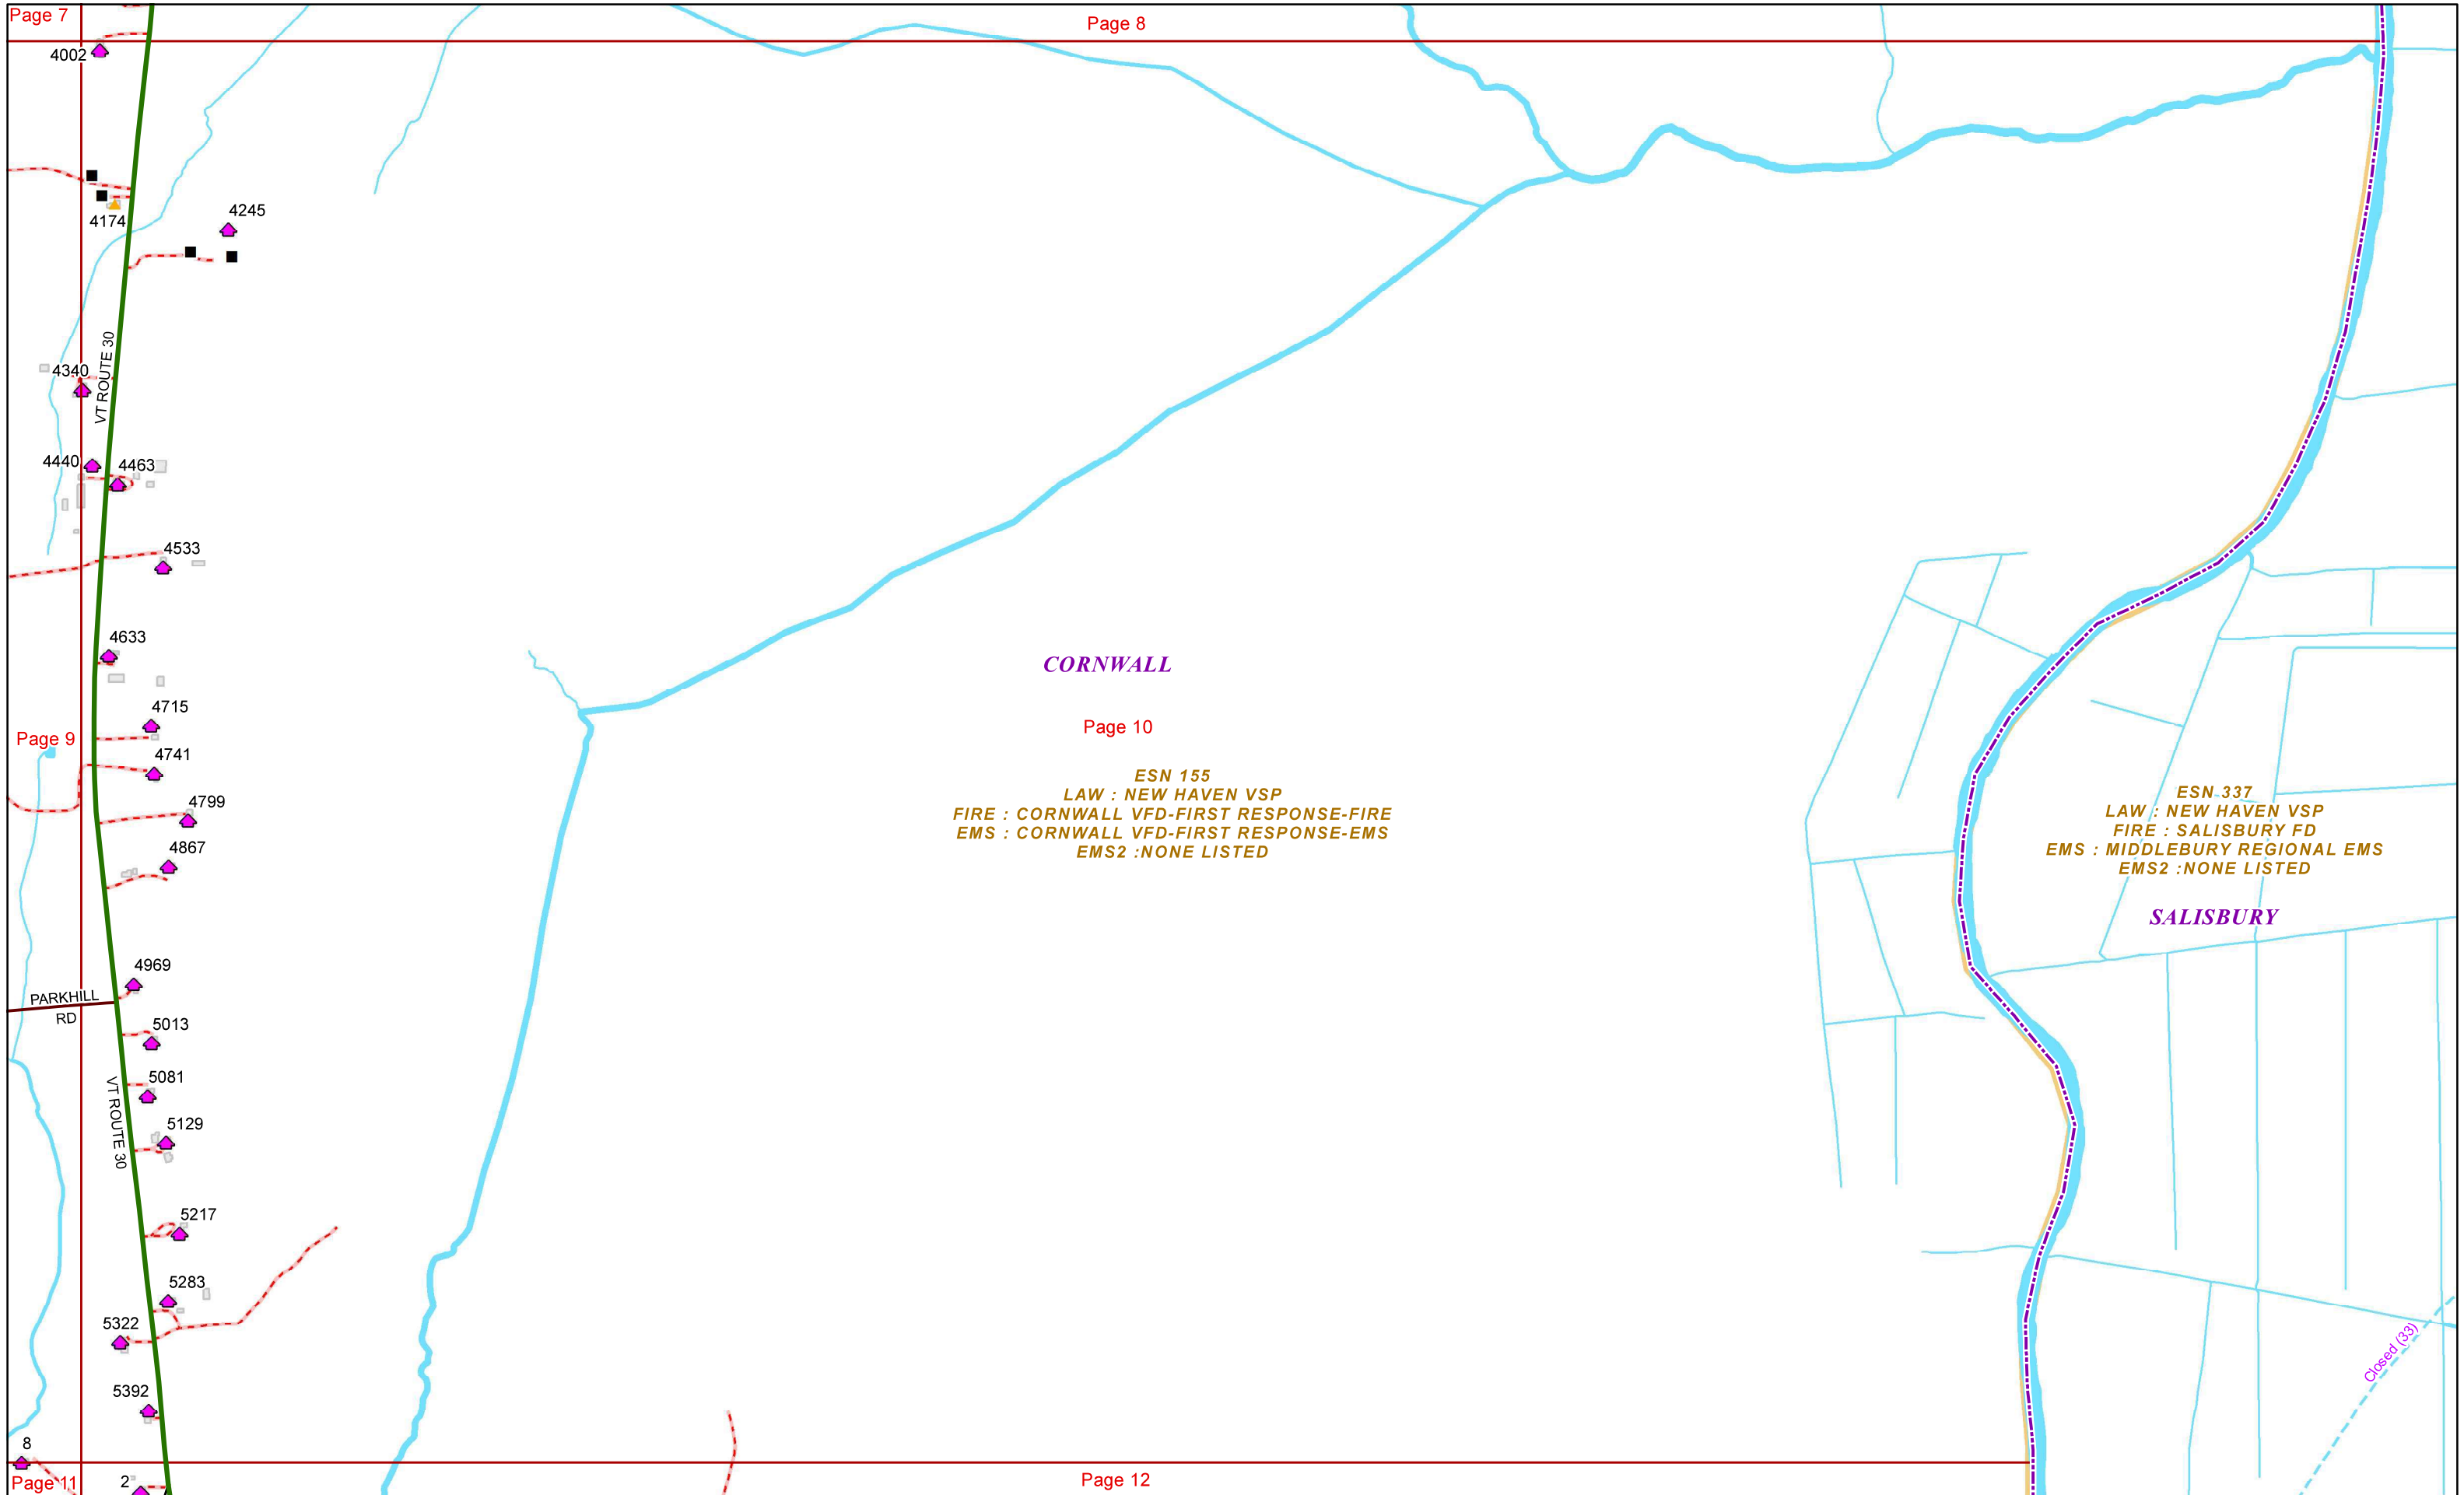 Page 7
Page 8
4002
4174
4245
VT ROUTE 30
4340
4440
4463
4533
4633
CORNWALL
4715
Page 9
Page 10
4741
ESN 155
LAW : NEW HAVEN VSP
FIRE : CORNWALL VFD-FIRST RESPONSE-FIRE
EMS : CORNWALL VFD-FIRST RESPONSE-EMS
EMS2 :NONE LISTED
ESN 337
LAW : NEW HAVEN VSP
FIRE : SALISBURY FD
EMS : MIDDLEBURY REGIONAL EMS
EMS2 :NONE LISTED
4799
4867
SALISBURY
4969
PARKHILL
RD
5013
5081
VT ROUTE 30
5129
5217
5283
5322
Closed (33)
5392
8
Page 11
2
Page 12